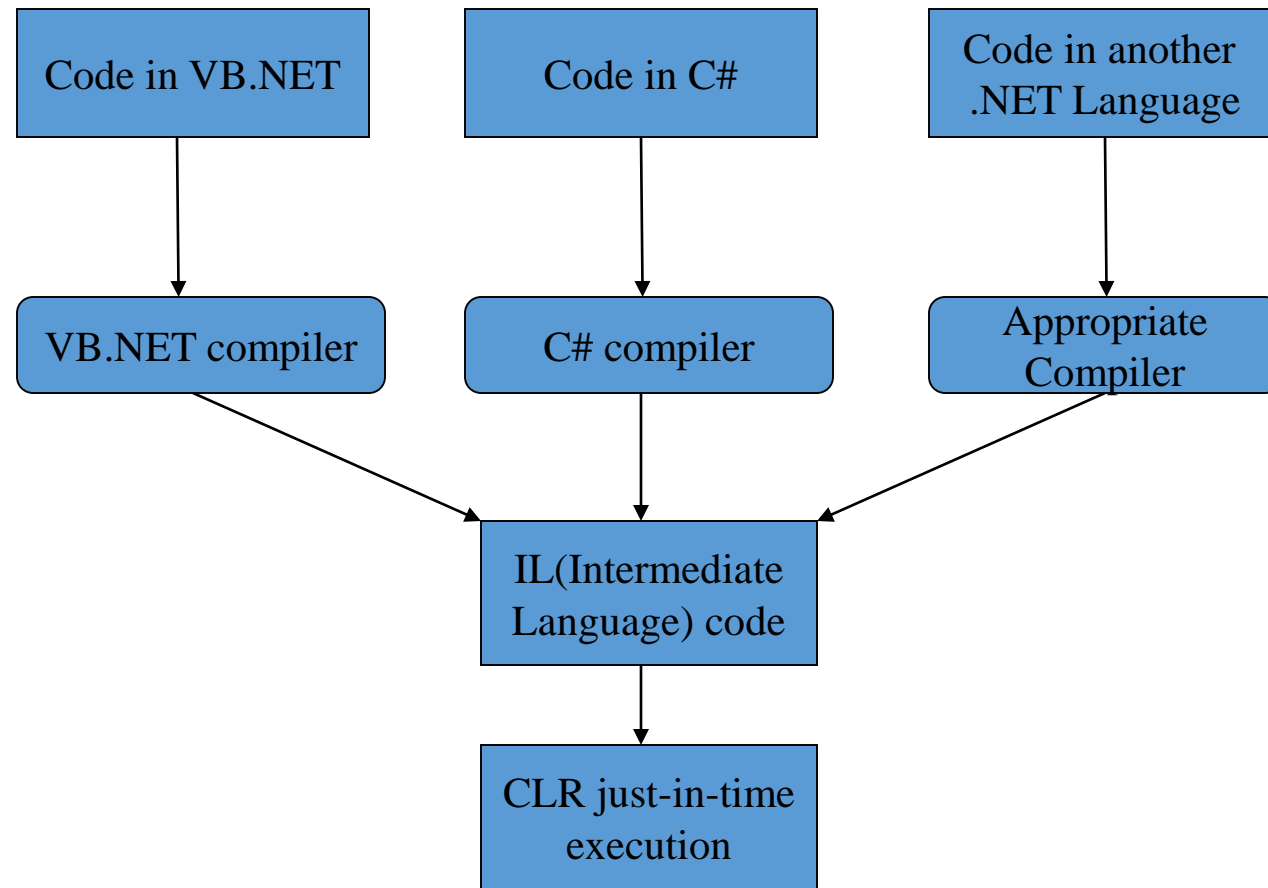 Code in VB.NET
Code in C#
Code in another
.NET Language
VB.NET compiler
C# compiler
Appropriate
Compiler
IL(Intermediate
Language) code
CLR just-in-time
execution